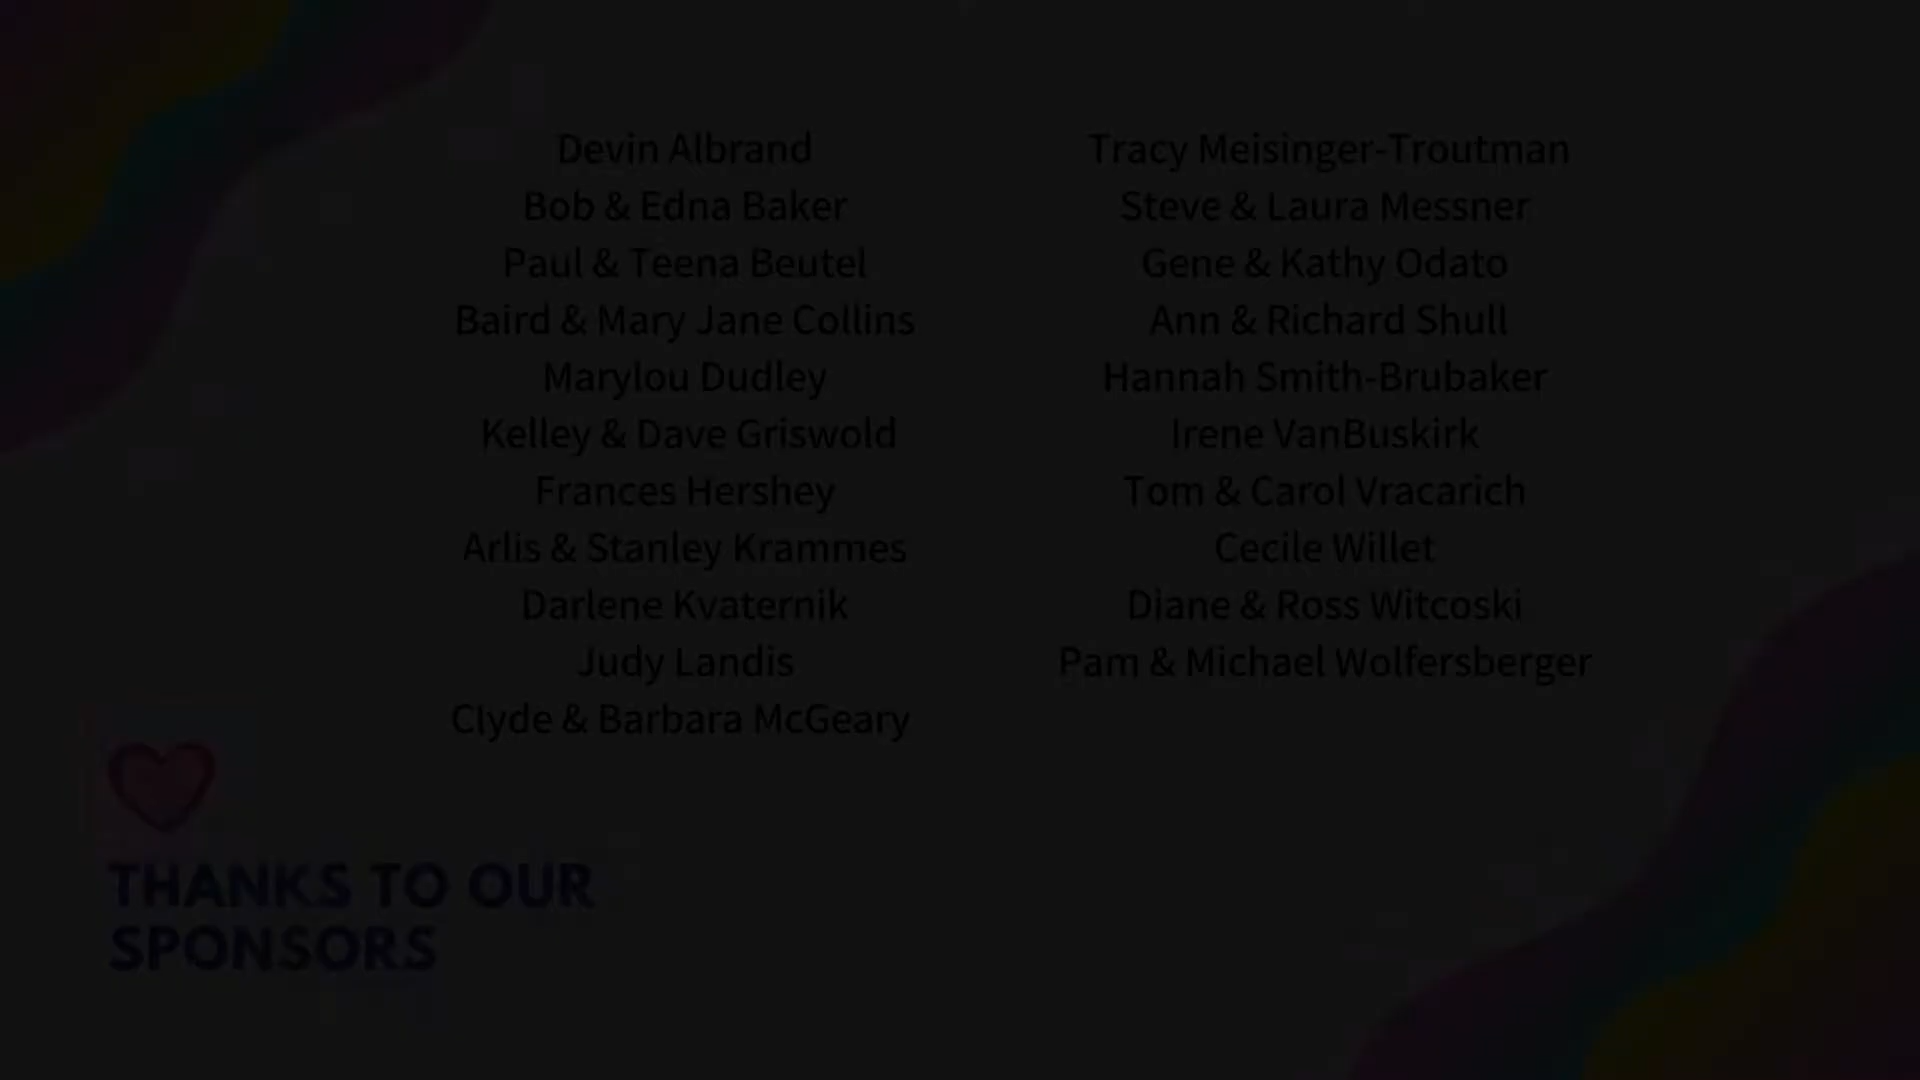 Devin Albrand
Bob & Edna Baker
Paul & Teena Beutel
Baird & Mary Jane Collins
Marylou Dudley
Kelley & Dave Griswold
Frances Hershey
Arlis & Stanley Krammes
Darlene Kvaternik
Judy Landis
Clyde & Barbara McGeary
Tracy Meisinger-Troutman
Steve & Laura Messner
Gene & Kathy Odato
Ann & Richard Shull
Hannah Smith-Brubaker
Irene VanBuskirk
Tom & Carol Vracarich
Cecile Willet
Diane & Ross Witcoski
Pam & Michael Wolfersberger
THANKS TO OUR
SPONSORS